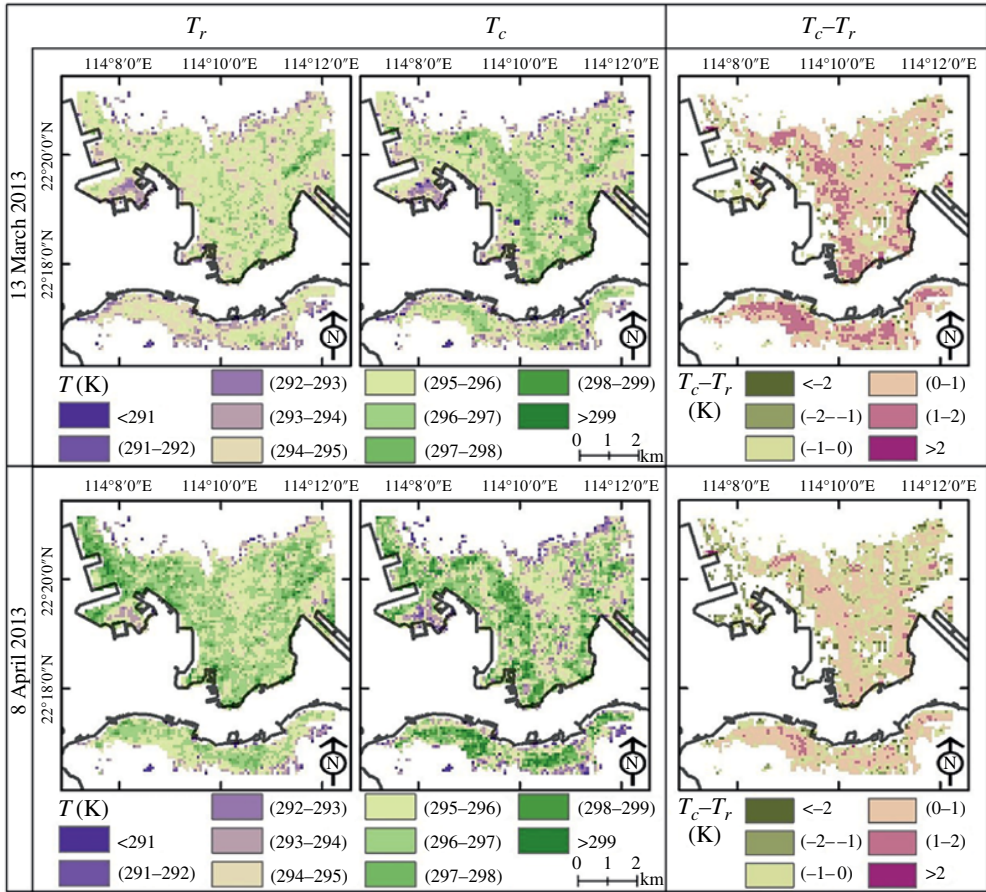 T_r T_c T_c–T_r
13 March 2013
114°8′0″E 114°10′0″E 114°12′0″E 114°8′0″E 114°10′0″E 114°12′0″E 114°8′0″E 114°10′0″E 114°12′0″E
22°20′0″N
22°18′0″N
N N N
T (K) (292–293) (295–296) (298–299) T_c–T_r <–2 (0–1)
<291 (293–294) (296–297) >299 (K) (–2––1) (1–2)
(291–292) (294–295) (297–298) 0 1 2 km (–1–0) >2
8 April 2013
114°8′0″E 114°10′0″E 114°12′0″E 114°8′0″E 114°10′0″E 114°12′0″E 114°8′0″E 114°10′0″E 114°12′0″E
22°20′0″N
22°18′0″N
N N N
T (K) (292–293) (295–296) (298–299) T_c–T_r <–2 (0–1)
<291 (293–294) (296–297) >299 (K) (–2––1) (1–2)
(291–292) (294–295) (297–298) 0 1 2 km (–1–0) >2